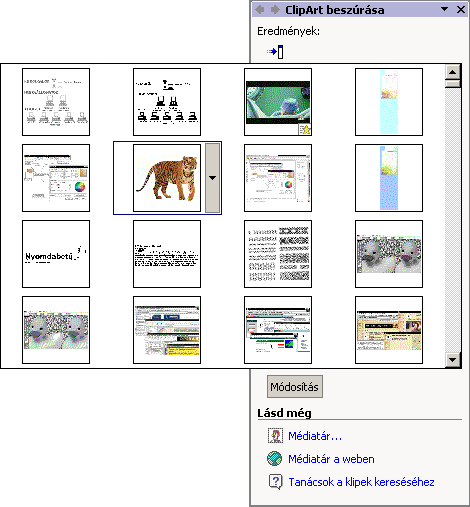 ClipArt beszúrása
Eredmények:
Nyomdabetű
Módosítás
Lásd még
Médiatár...
Médiatár a weben
Tanácsok a klipek kereséséhez